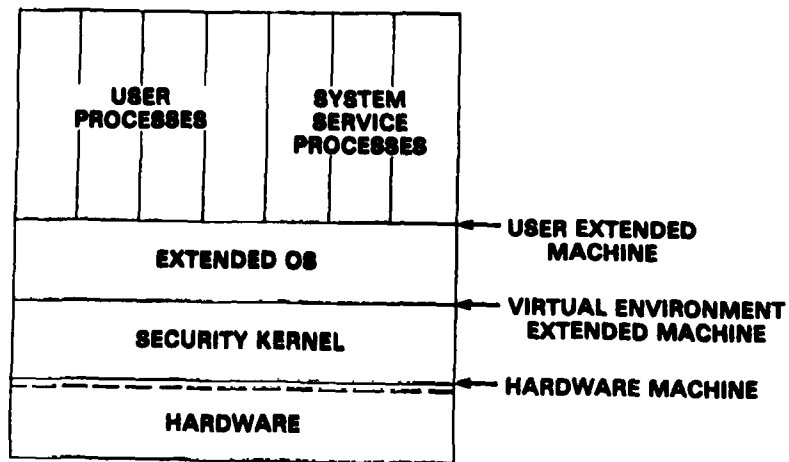 USER
PROCESSES
SYSTEM
SERVICE
PROCESSES
USER EXTENDED
MACHINE
EXTENDED OS
VIRTUAL ENVIRONMENT
EXTENDED MACHINE
SECURITY KERNEL
HARDWARE MACHINE
HARDWARE